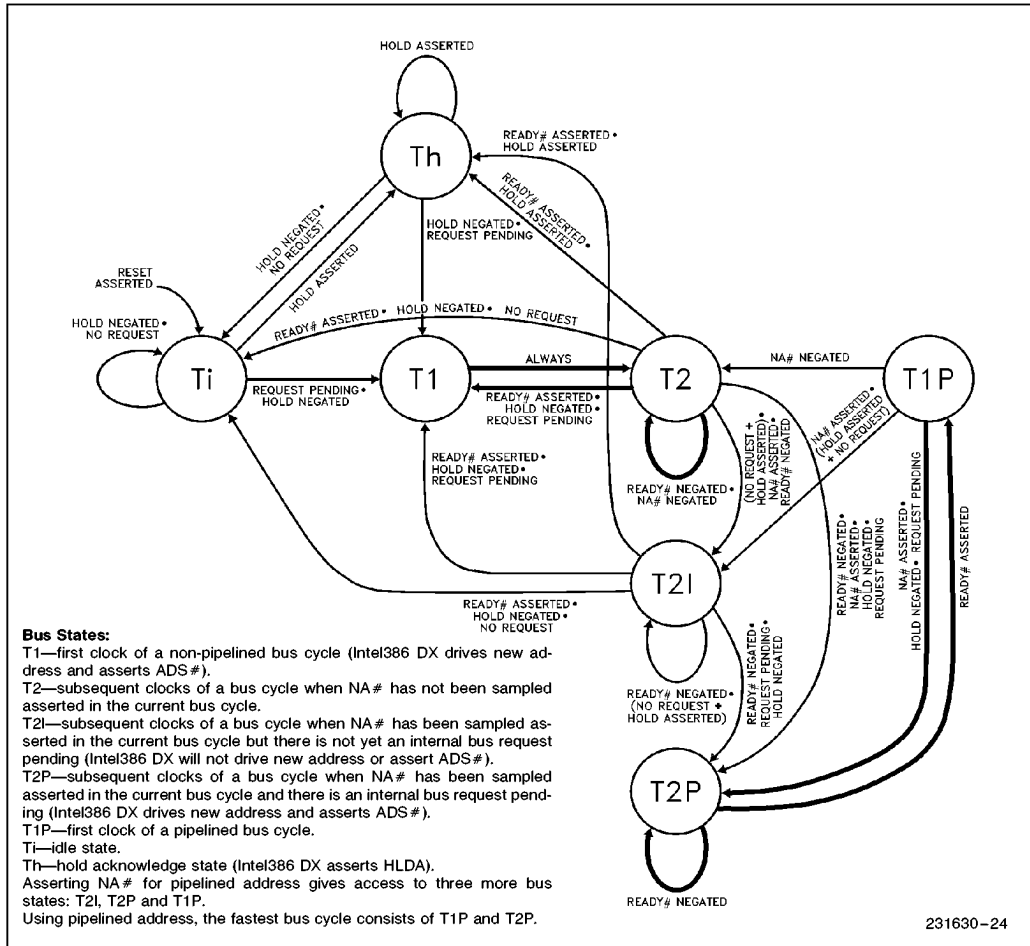 HOLD ASSERTED
Th
READY# ASSERTED•
HOLD ASSERTED
READY# ASSERTED•
HOLD ASSERTED
HOLD NEGATED•
NO REQUEST
HOLD ASSERTED
HOLD NEGATED•
REQUEST PENDING
RESET
ASSERTED
HOLD NEGATED•
NO REQUEST
READY# ASSERTED• HOLD NEGATED• NO REQUEST
Ti
REQUEST PENDING•
HOLD NEGATED
T1
ALWAYS
READY# ASSERTED•
HOLD NEGATED•
REQUEST PENDING
T2
NA# NEGATED
T1P
READY# ASSERTED•
HOLD NEGATED•
REQUEST PENDING
READY# NEGATED•
NA# NEGATED
(NO REQUEST +
HOLD ASSERTED)•
NA# ASSERTED•
READY# NEGATED
NA# ASSERTED•
(HOLD ASSERTED
+ NO REQUEST)
READY# NEGATED•
NA# ASSERTED•
HOLD NEGATED•
REQUEST PENDING
NA# ASSERTED•
HOLD NEGATED• REQUEST PENDING
READY# ASSERTED
T2I
READY# ASSERTED•
HOLD NEGATED•
NO REQUEST
READY# NEGATED•
(NO REQUEST +
HOLD ASSERTED)
READY# NEGATED•
REQUEST PENDING•
HOLD NEGATED
T2P
READY# NEGATED
Bus States:
T1—first clock of a non-pipelined bus cycle (Intel386 DX drives new ad-
dress and asserts ADS#).
T2—subsequent clocks of a bus cycle when NA# has not been sampled
asserted in the current bus cycle.
T2I—subsequent clocks of a bus cycle when NA# has been sampled as-
serted in the current bus cycle but there is not yet an internal bus request
pending (Intel386 DX will not drive new address or assert ADS#).
T2P—subsequent clocks of a bus cycle when NA# has been sampled
asserted in the current bus cycle and there is an internal bus request pend-
ing (Intel386 DX drives new address and asserts ADS#).
T1P—first clock of a pipelined bus cycle.
Ti—idle state.
Th—hold acknowledge state (Intel386 DX asserts HLDA).
Asserting NA# for pipelined address gives access to three more bus
states: T2I, T2P and T1P.
Using pipelined address, the fastest bus cycle consists of T1P and T2P.
231630-24